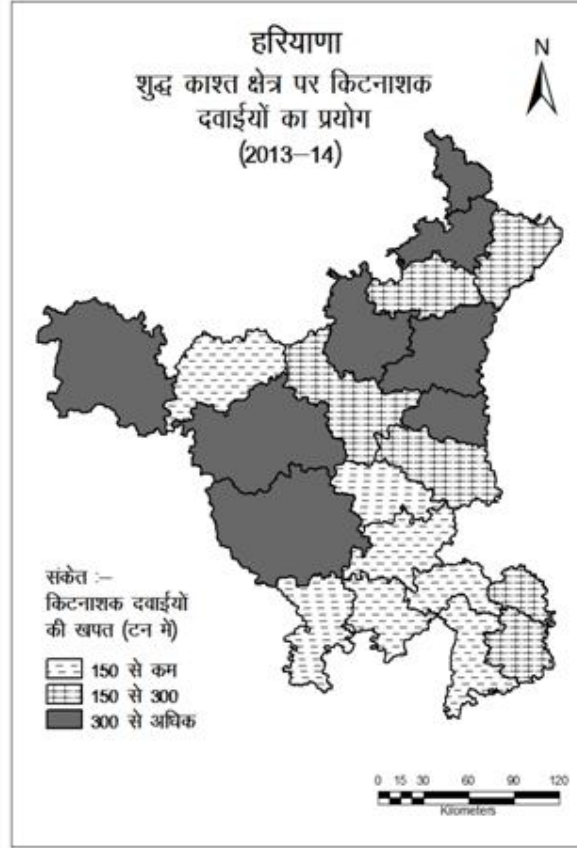 हरियाणा
शुद्ध काश्त क्षेत्र पर किटनाशक
दवाईयों का प्रयोग
(2013–14)
N
संकेत :–
किटनाशक दवाईयों
की खपत (टन में)
150 से कम
150 से 300
300 से अधिक
0 15 30 60 90 120
Kilometers